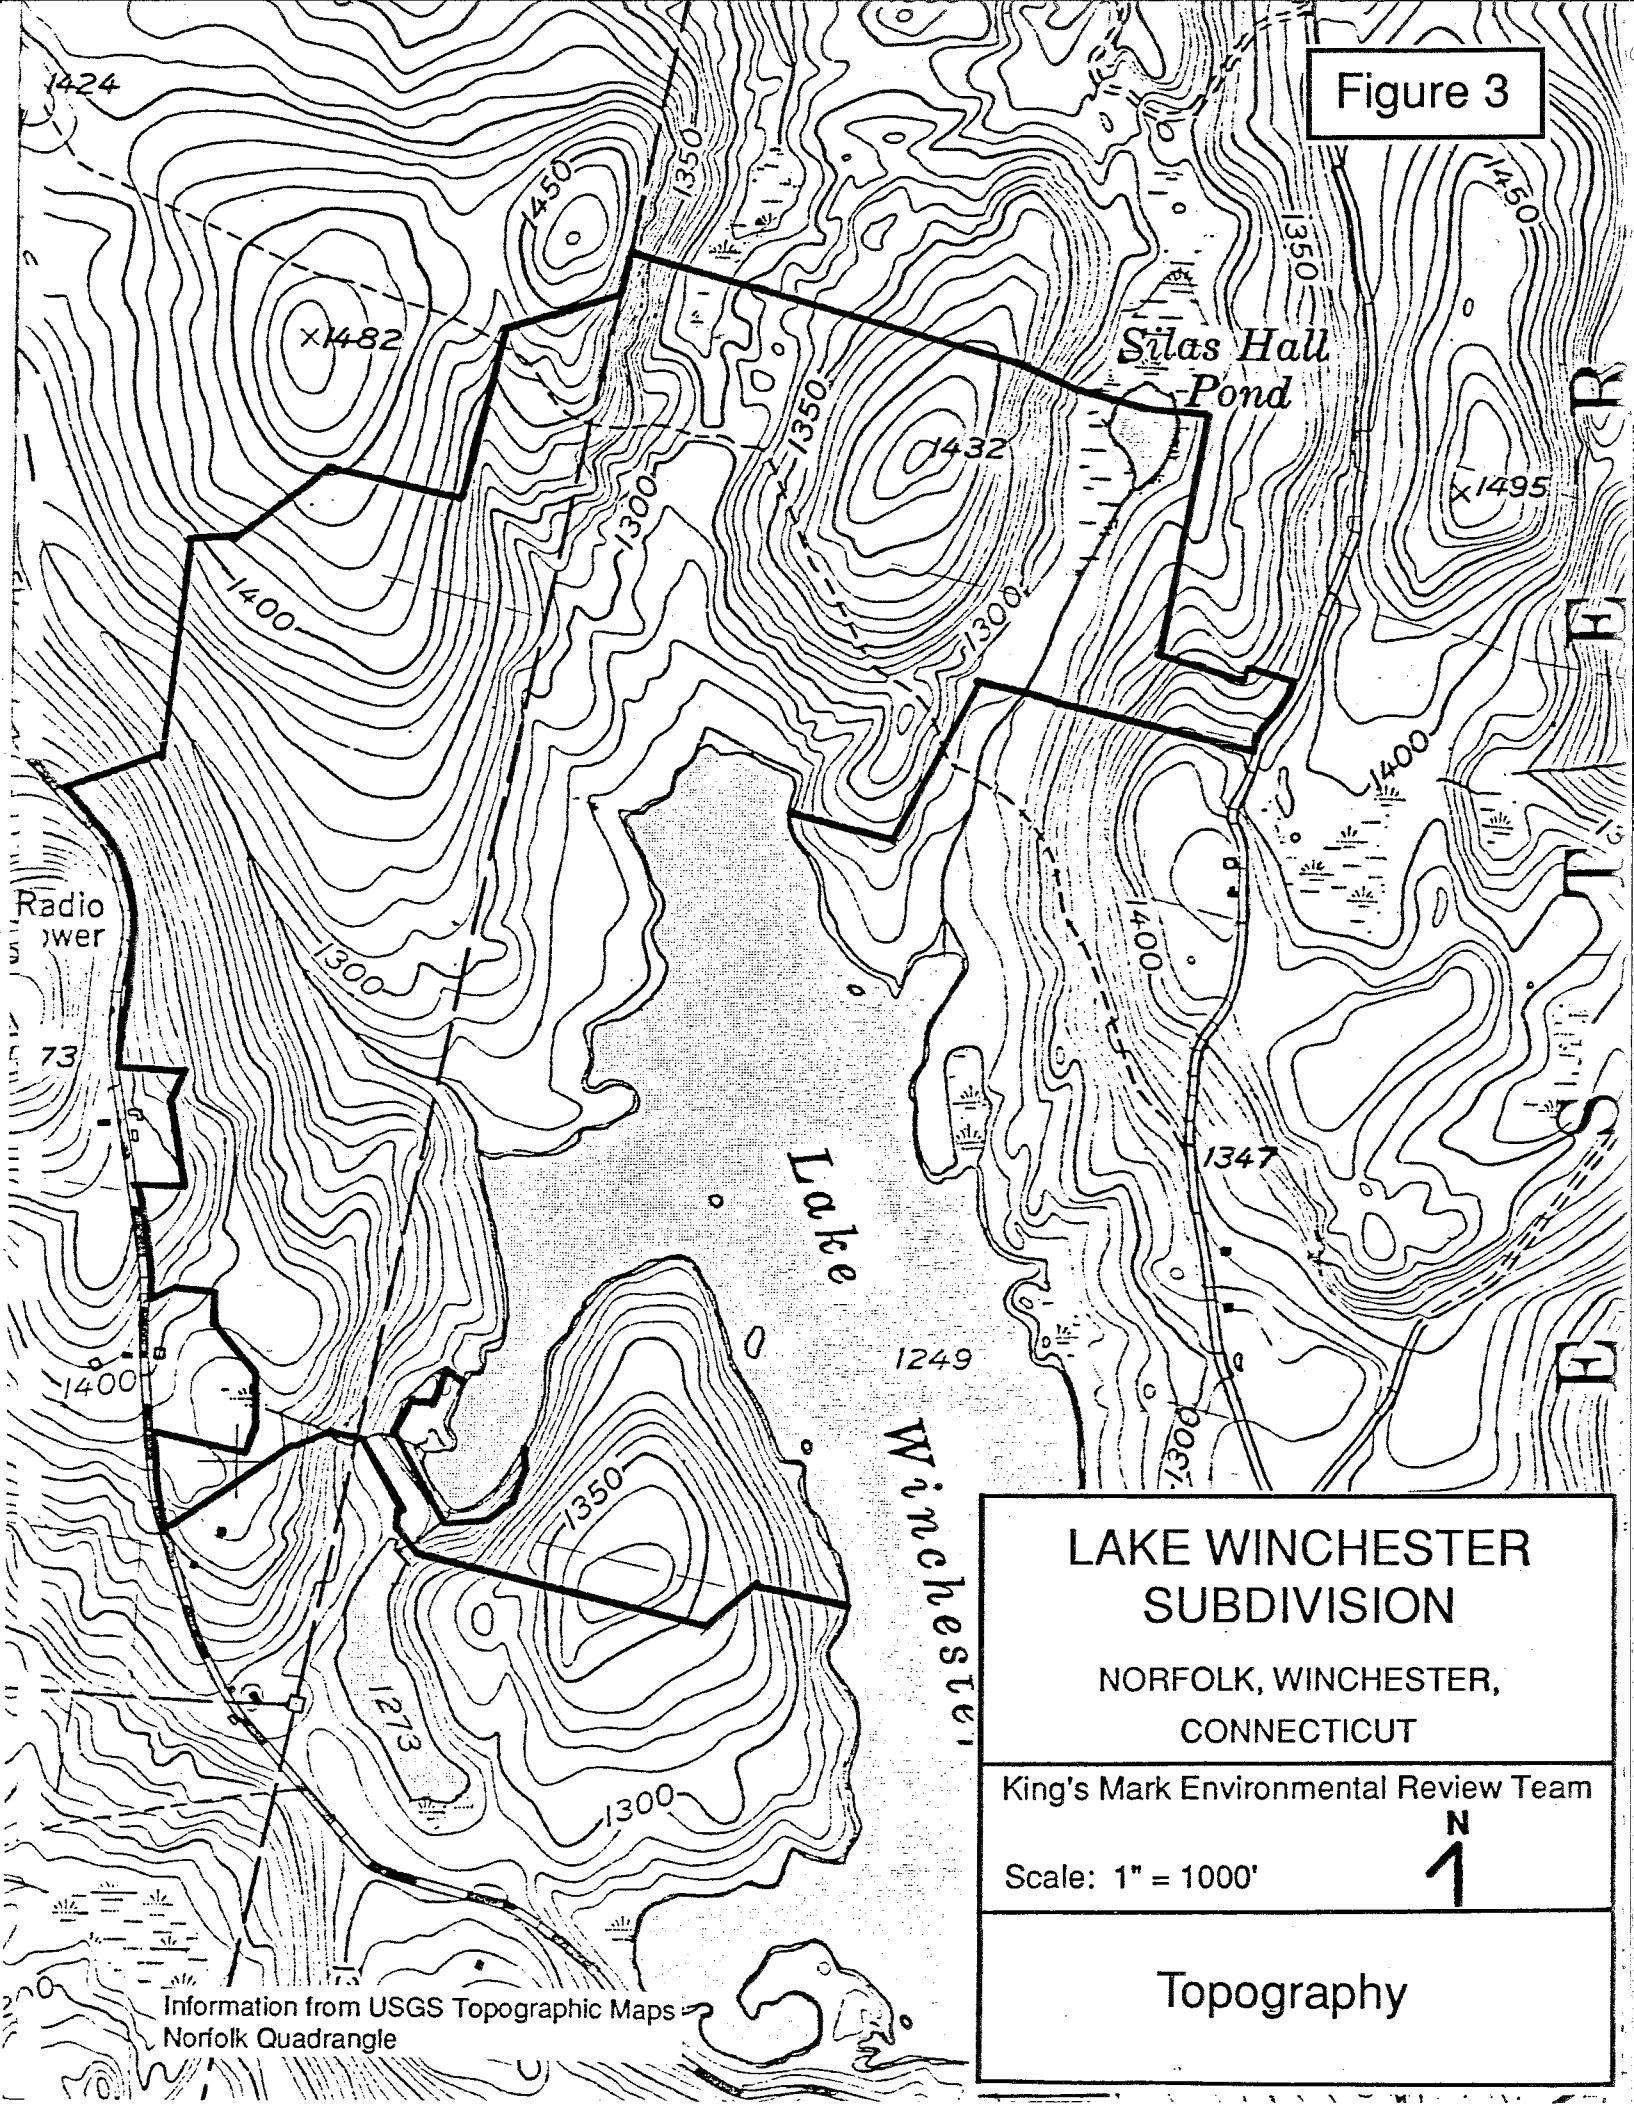 1424
Figure 3
1350
1450
1450
1350
×1482
Silas Hall
Pond
1350
1432
×1495
1300
R
1400
1300
E
1400
Radio
T
1400
1300
73
S
1347
Lake
1249
E
1400
1300
1350
Winchester
1273
1300
LAKE WINCHESTER
SUBDIVISION
NORFOLK, WINCHESTER,
CONNECTICUT
King's Mark Environmental Review Team
N
Scale: 1" = 1000'
Topography
Information from USGS Topographic Maps
Norfolk Quadrangle